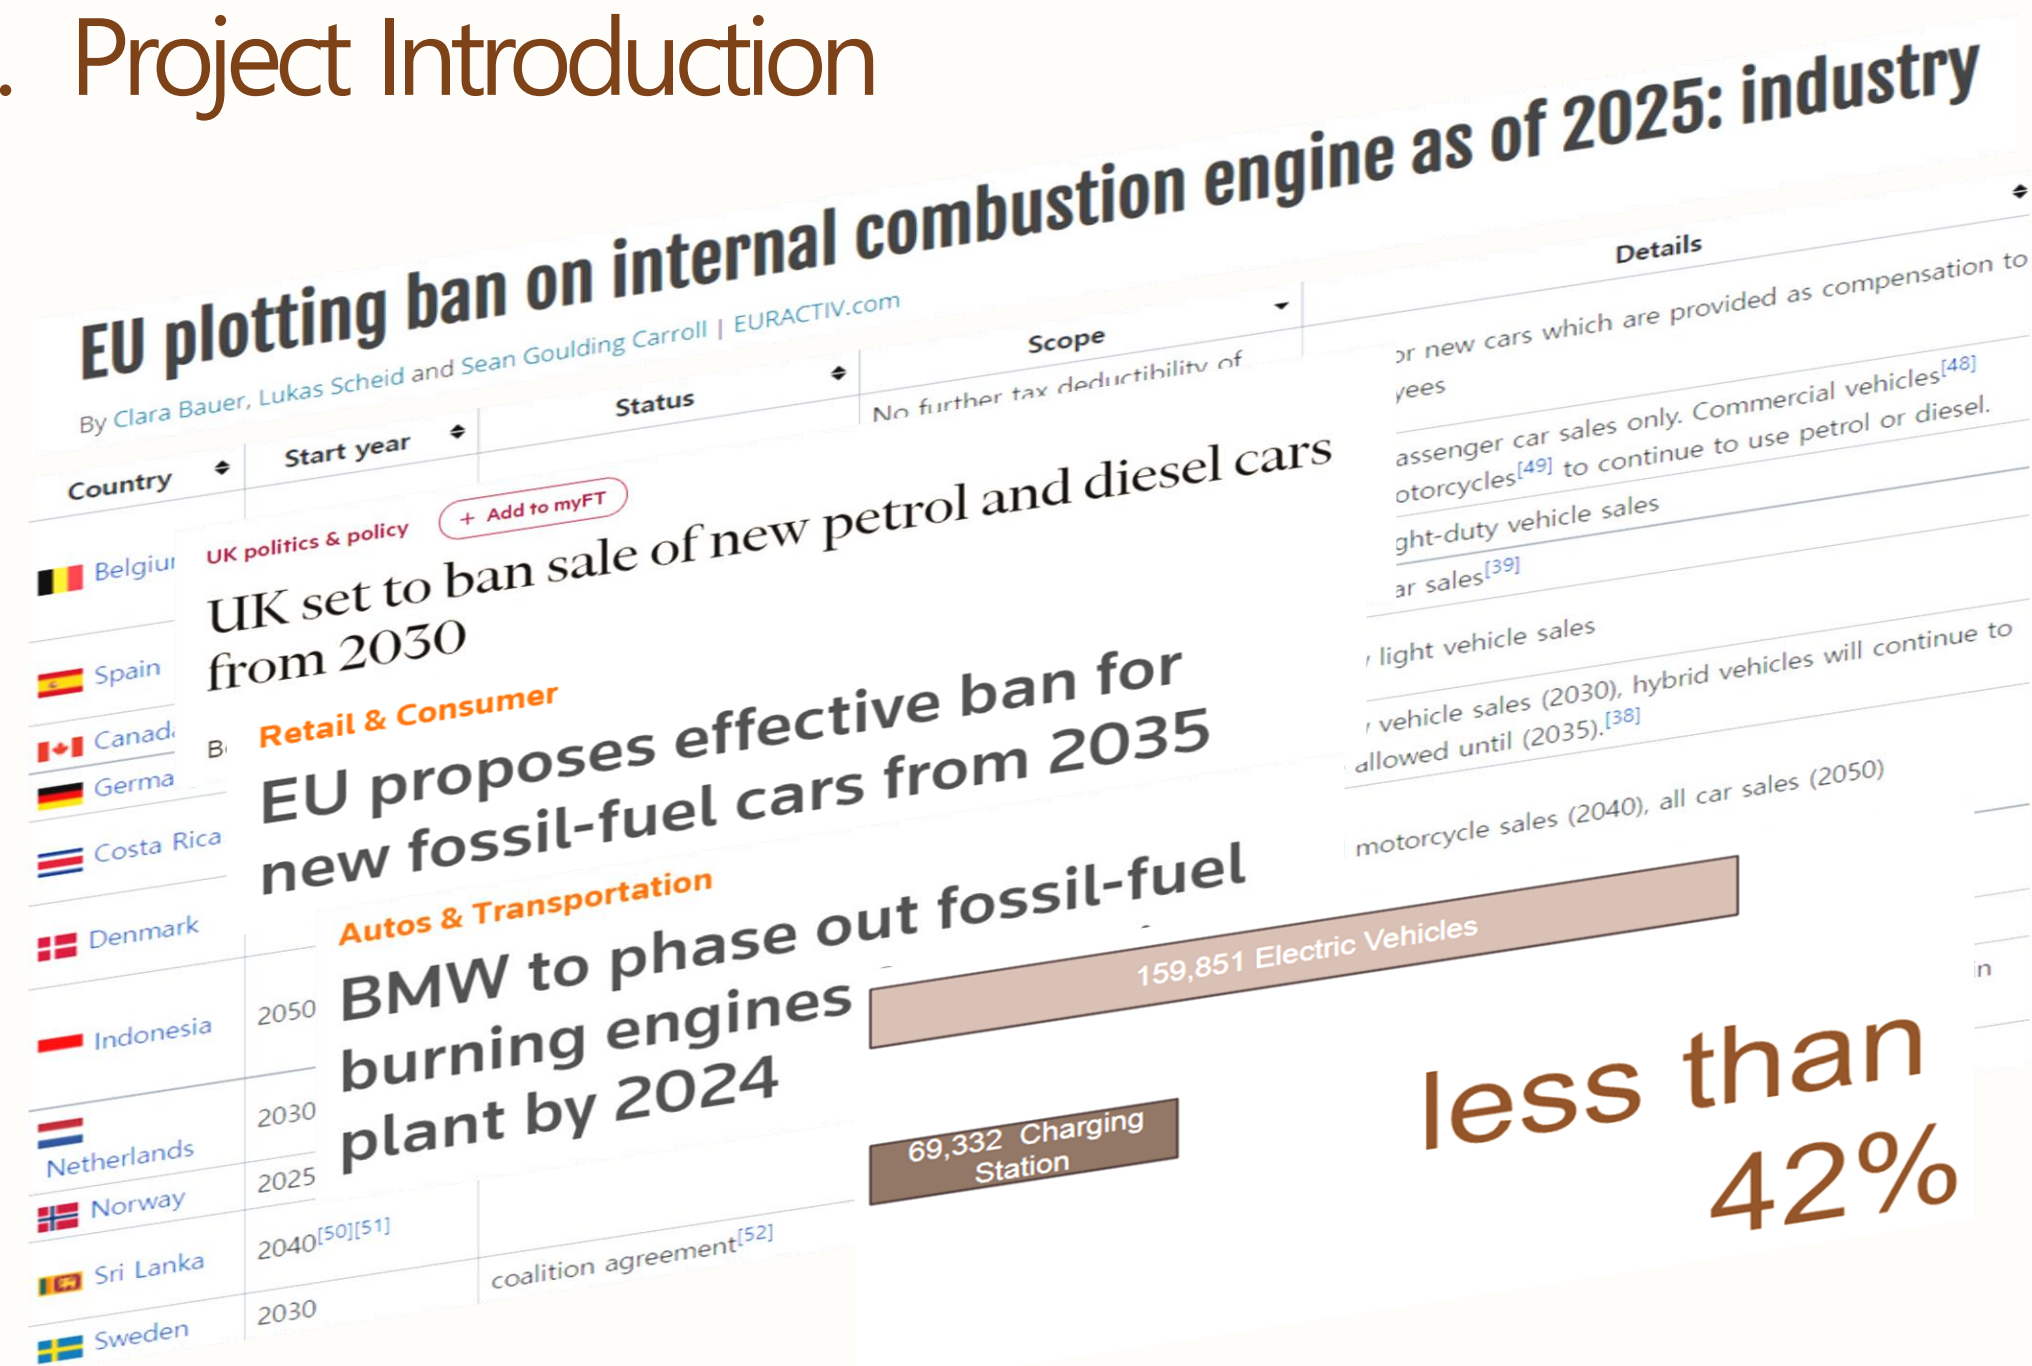 . Project Introduction
EU plotting ban on internal combustion engine as of 2025: industry
By Clara Bauer, Lukas Scheid and Sean Goulding Carroll | EURACTIV.com
Country Start year Status Scope Details
No further tax deductibility of
new cars which are provided as compensation to
car sales only. Commercial vehicles[48]
[49] to continue to use petrol or diesel.
vehicle sales
sales[39]
light vehicle sales
vehicle sales (2030), hybrid vehicles will continue to
allowed until (2035).[38]
motorcycle sales (2040), all car sales (2050)
in
Spain
Costa Rica
Denmark
Indonesia 2050
Netherlands 2030
Norway 2025
Sri Lanka 2040[50][51]
Sweden 2030
coalition agreement[52]
UK politics & policy + Add to myFT
UK set to ban sale of new petrol and diesel cars
from 2030
Retail & Consumer
EU proposes effective ban for
new fossil-fuel cars from 2035
Autos & Transportation
BMW to phase out fossil-fuel
burning engines
plant by 2024
159,851 Electric Vehicles
69,332 Charging
Station
less than
42%